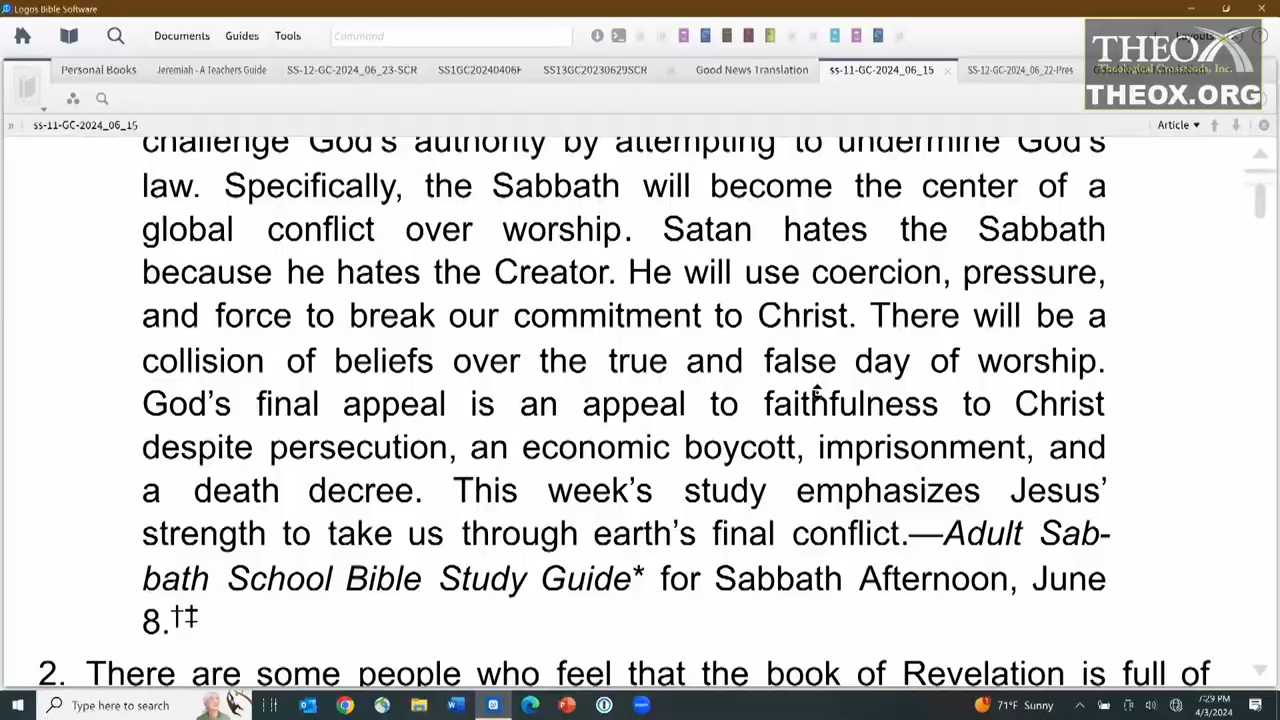 Logos Bible Software
Documents Guides Tools Command Layouts
THEOX
Theological Crossroads, Inc.
THEOX.ORG
Personal Books Jeremiah-4 Teachers Guide SS-12-GC-2024_06_23-SCR SS13GC20230629SCR Good News Translation ss-11-GC-2024_06_15 SS-12-GC-2024_06_22-Pres
ss-11-GC-2024_06_15 Article
challenge God's authority by attempting to undermine God's
law. Specifically, the Sabbath will become the center of a
global conflict over worship. Satan hates the Sabbath
because he hates the Creator. He will use coercion, pressure,
and force to break our commitment to Christ. There will be a
collision of beliefs over the true and false day of worship.
God’s final appeal is an appeal to faithfulness to Christ
despite persecution, an economic boycott, imprisonment, and
a death decree. This week’s study emphasizes Jesus’
strength to take us through earth’s final conflict.—Adult Sab-
bath School Bible Study Guide* for Sabbath Afternoon, June
8.†‡
2. There are some people who feel that the book of Revelation is full of
Type here to search
71°F Sunny
7:29 PM
4/3/2024